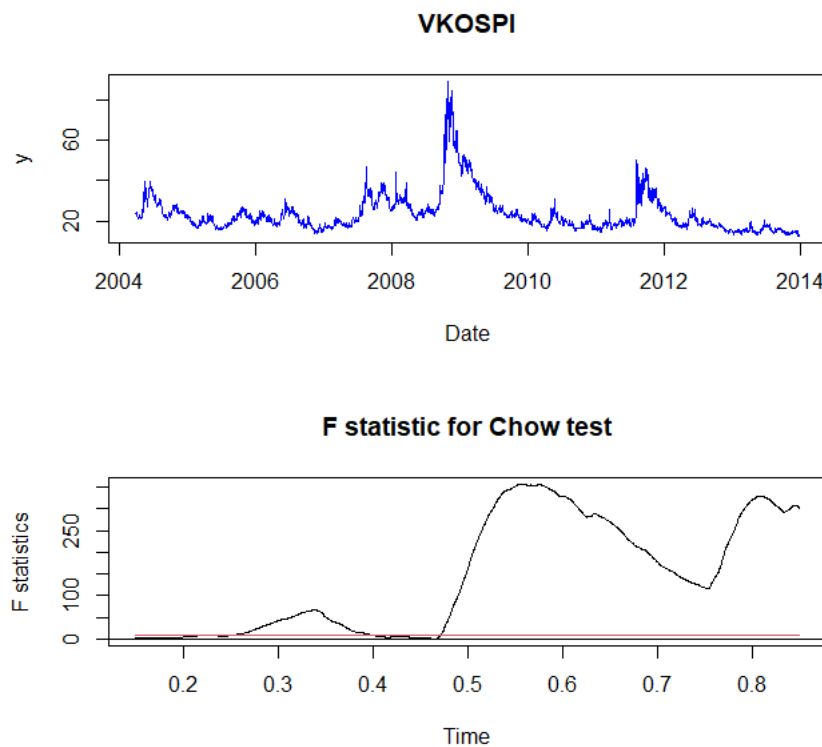 VKOSPI
y
60
20
2004 2006 2008 2010 2012 2014
Date
F statistic for Chow test
F statistics
250
100
0
0.2 0.3 0.4 0.5 0.6 0.7 0.8
Time